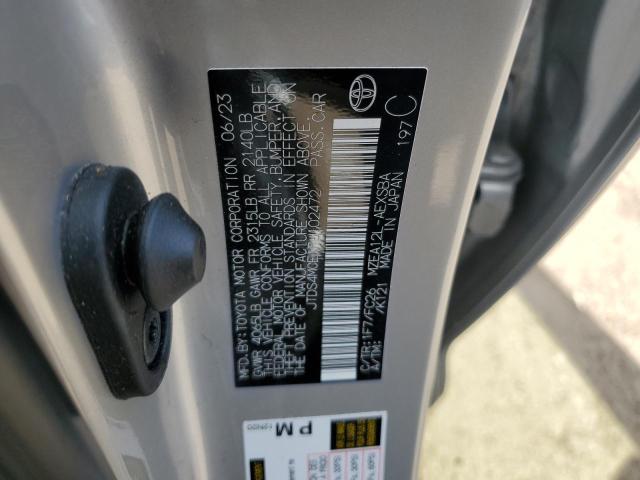 MFD. BY: TOYOTA MOTOR CORPORATION 06/23
GVWR 4065LB GAWR FR 2315LB RR 2140LB
THIS VEHICLE CONFORMS TO ALL APPLICABLE
FEDERAL MOTOR VEHICLE SAFETY, BUMPER, AND
THEFT PREVENTION STANDARDS IN EFFECT ON
THE DATE OF MANUFACTURE SHOWN ABOVE.
PASS. CAR
C/TR: 1F7/FC26 MZEA12L-AEXSBA
A/TM: /K121 MADE IN JAPAN
197 C
PM